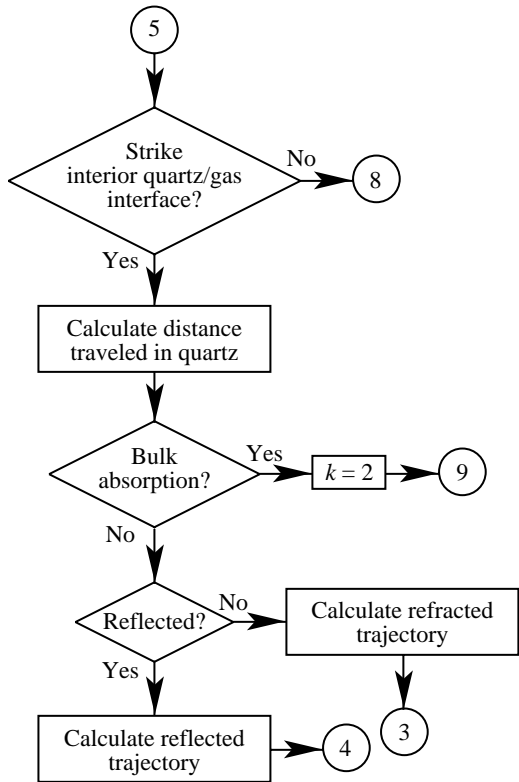 5
Strike
interior quartz/gas
interface?
No
8
Yes
Calculate distance
traveled in quartz
Bulk
absorption?
Yes
k = 2
9
No
Reflected?
No
Calculate refracted
trajectory
Yes
3
Calculate reflected
trajectory
4